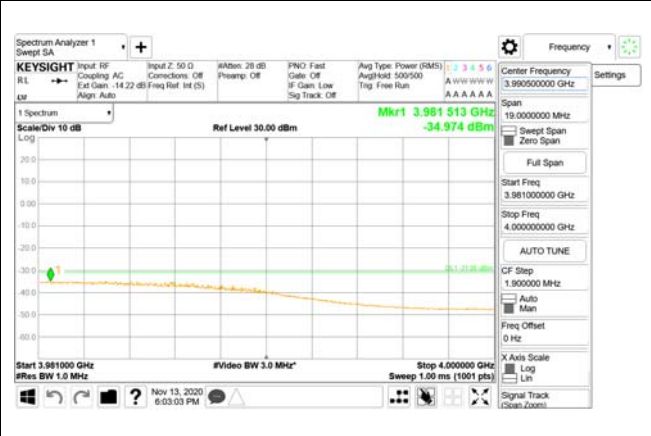 Spectrum Analyzer 1
Swept SA
Frequency
KEYSIGHT
Input: RF
Coupling: AC
Ext Gain: -14.22 dB
Align: Auto
Input Z: 50 Ω
Corrections: Off
Freq Ref: Int (S)
#Atten: 28 dB
Preamp: Off
PNO: Fast
Gate: Off
IF Gain: Low
Sig Track: Off
Avg Type: Power (RMS)
Avg|Hold: 500/500
Trig: Free Run
1 2 3 4 5 6
A W W W W W
A A A A A A
RL
Center Frequency
3.990500000 GHz
Settings
Span
19.0000000 MHz
Swept Span
Zero Span
Full Span
Start Freq
3.981000000 GHz
Stop Freq
4.000000000 GHz
AUTO TUNE
CF Step
1.900000 MHz
Auto
Man
Freq Offset
0 Hz
X Axis Scale
Log
Lin
Signal Track
(Span Zoom)
1 Spectrum
Mkr1 3.981 513 GHz
Scale/Div 10 dB
Ref Level 30.00 dBm
-34.974 dBm
Log
20.0
10.0
0.00
-10.0
-20.0
-30.0
1
-40.0
-50.0
-60.0
Start 3.981000 GHz
#Video BW 3.0 MHz*
Stop 4.000000 GHz
#Res BW 1.0 MHz
Sweep 1.00 ms (1001 pts)
Nov 13, 2020
6:03:03 PM